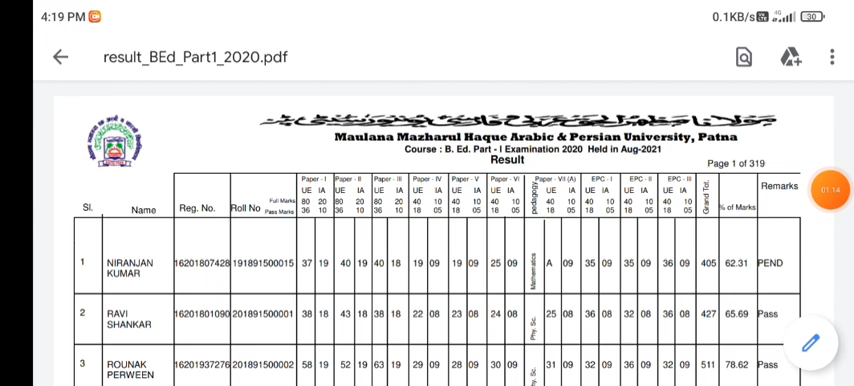 4:19 PM 0.1KB/s 4G 30
result_BEd_Part1_2020.pdf
Maulana Mazharul Haque Arabic & Persian University, Patna
Course : B. Ed. Part - I Examination 2020 Held in Aug-2021
Result
Page 1 of 319
01:14
Paper - I Paper - II Paper - III Paper - IV Paper - V Paper - VI pedagogy Paper - VII (A) EPC - I EPC - II EPC - III Grand Tot. Remarks
UE IA UE IA UE IA UE IA UE IA UE IA UE IA UE IA UE IA UE IA
Sl. Name Reg. No. Roll No Full Marks 80 20 80 20 80 20 40 10 40 10 40 10 40 10 40 10 40 10 40 10 % of Marks
Pass Marks 36 10 36 10 36 10 18 05 18 05 18 05 18 05 18 05 18 05 18 05
1 NIRANJAN KUMAR 16201807428 191891500015 37 19 40 19 40 18 19 09 19 09 25 09 Mathematics A 09 35 09 35 09 36 09 405 62.31 PEND
2 RAVI SHANKAR 16201801090 201891500001 38 18 43 18 38 18 22 08 23 08 24 08 Phy. Sc. 25 08 36 08 32 08 36 08 427 65.69 Pass
3 ROUNAK PERWEEN 16201937276 201891500002 58 19 52 19 63 19 29 09 28 09 30 09 hy. Sc. 31 09 32 09 36 09 32 09 511 78.62 Pass